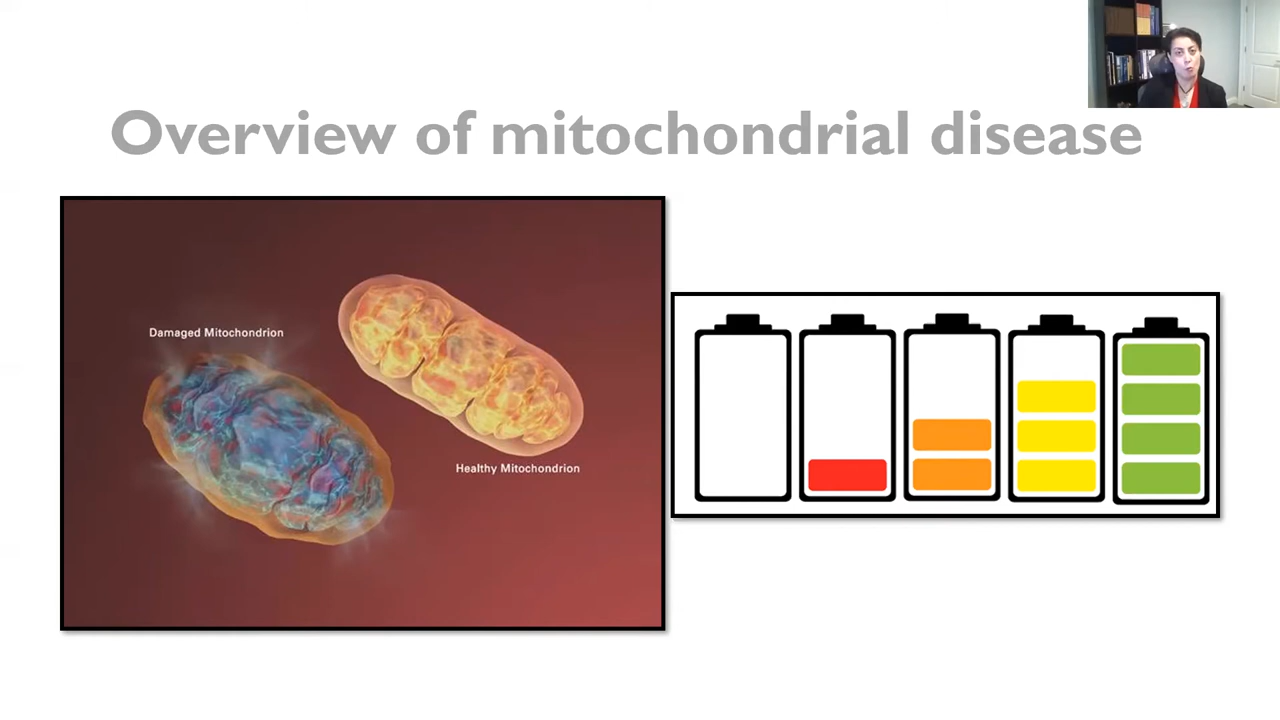 Overview of mitochondrial disease
Damaged Mitochondrion
Healthy Mitochondrion